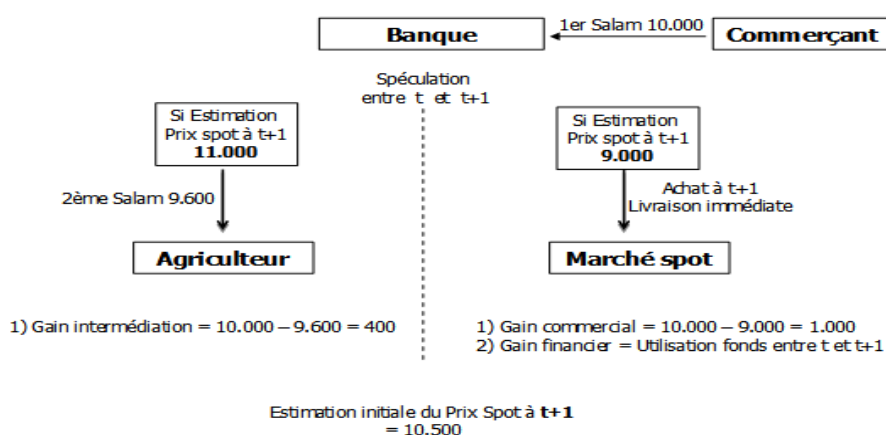 Banque
1er Salam 10.000
Commerçant
Spéculation
entre t et t+1
Si Estimation
Prix spot à t+1
11.000
Si Estimation
Prix spot à t+1
9.000
2ème Salam 9.600
Achat à t+1
Livraison immédiate
Agriculteur
Marché spot
1) Gain intermédiation = 10.000 – 9.600 = 400
1) Gain commercial = 10.000 – 9.000 = 1.000
2) Gain financier = Utilisation fonds entre t et t+1
Estimation initiale du Prix Spot à t+1
= 10.500